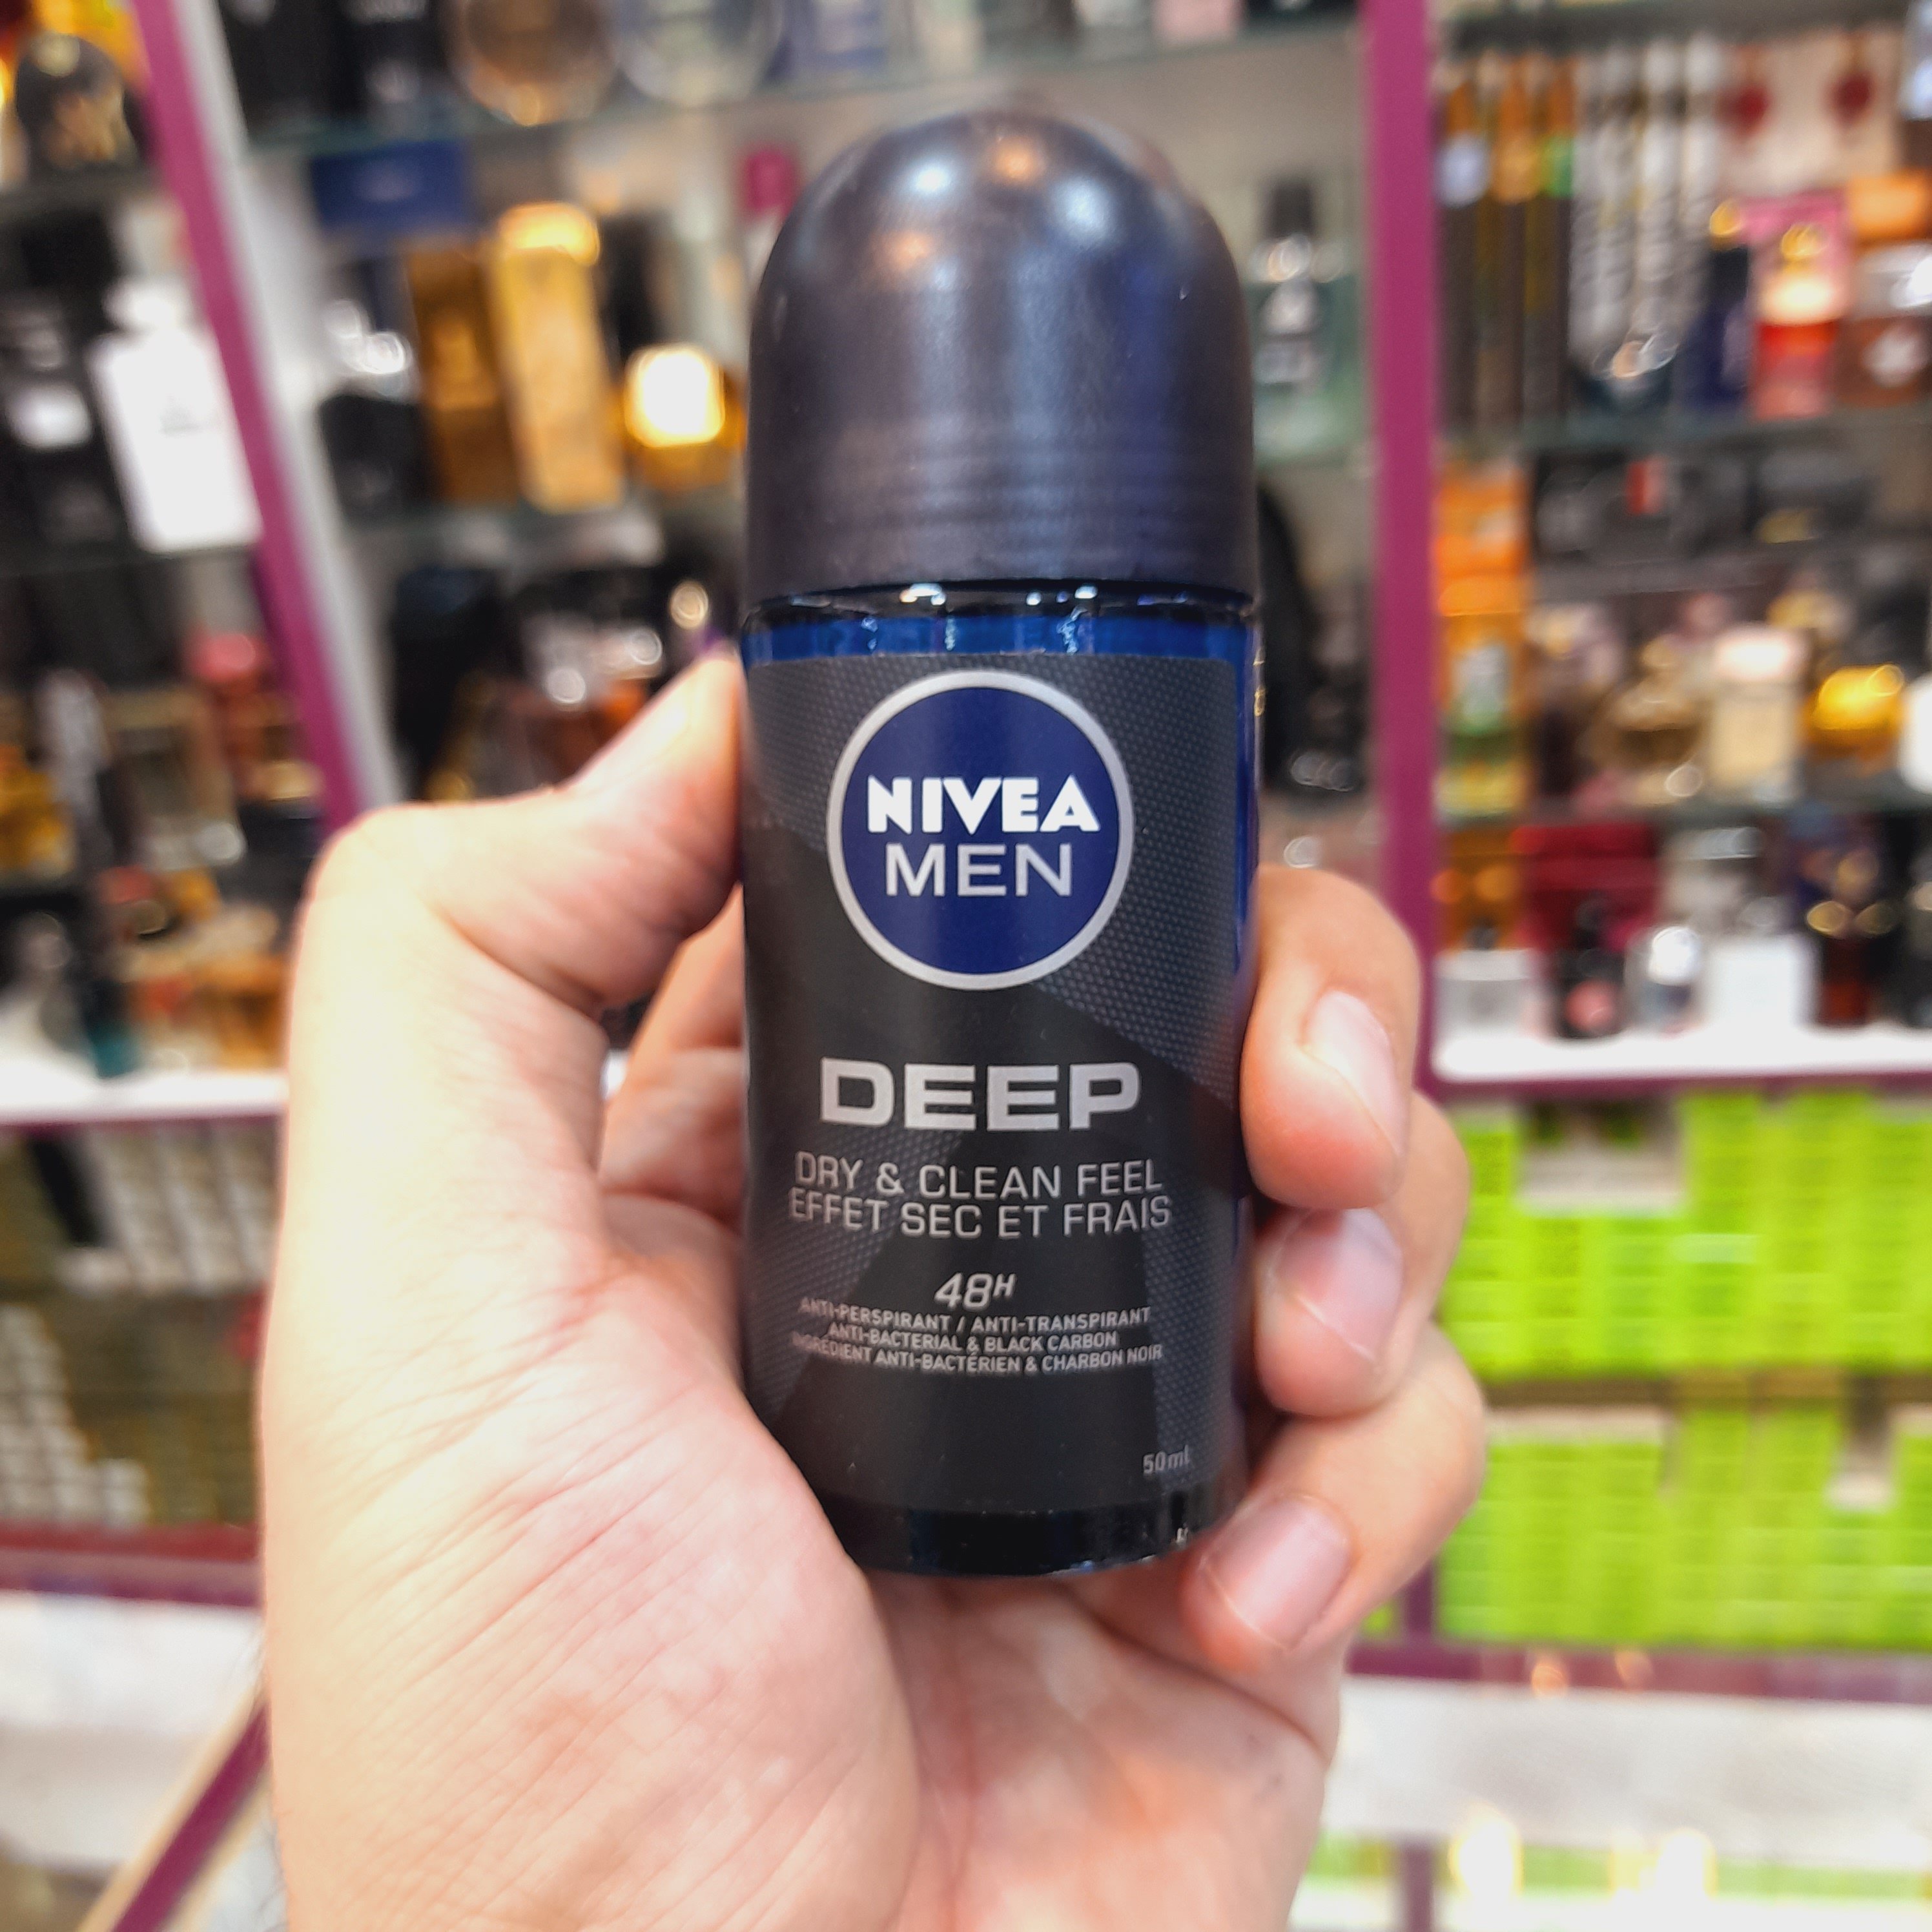 NIVEA
MEN
DEEP
DRY & CLEAN FEEL
EFFET SEC ET FRAIS
48H
ANTI-PERSPIRANT / ANTI-TRANSPIRANT
ANTI-BACTERIAL & BLACK CARBON
INGRÉDIENT ANTI-BACTÉRIEN & CHARBON NOIR
50ml